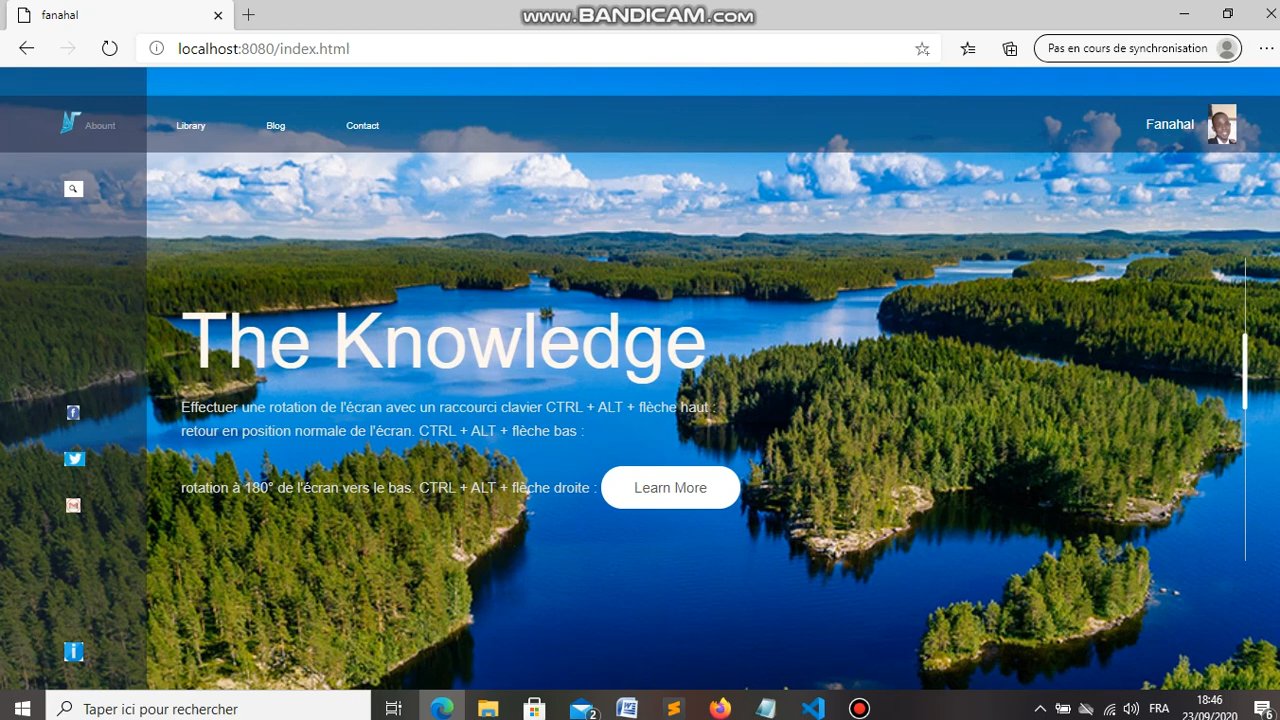 fanahal
www.BANDICAM.com
localhost:8080/index.html
Pas en cours de synchronisation
Abount
Library
Blog
Contact
Fanahal
The Knowledge
Effectuer une rotation de l'écran avec un raccourci clavier CTRL + ALT + flèche haut :
retour en position normale de l'écran. CTRL + ALT + flèche bas :
rotation à 180° de l'écran vers le bas. CTRL + ALT + flèche droite :
Learn More
Taper ici pour rechercher
2
FRA
18:46
23/09/2020